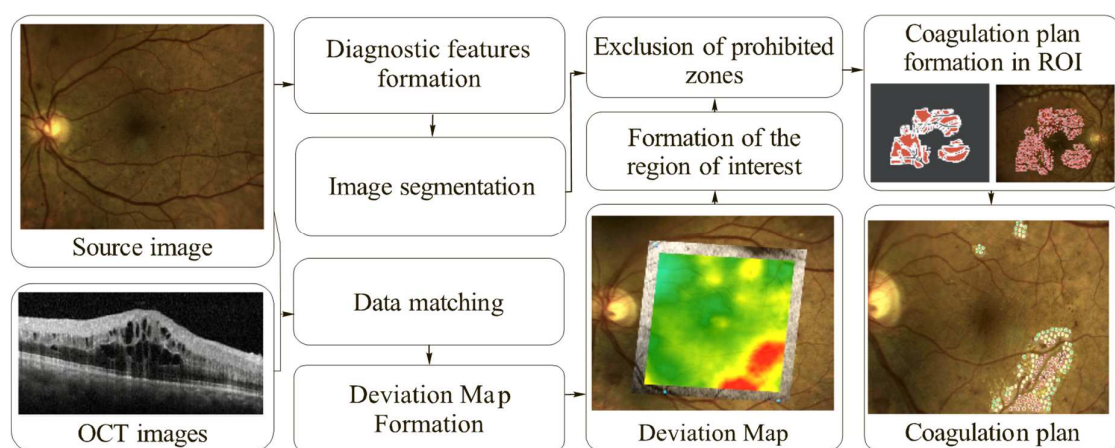 Source image
OCT images
Diagnostic features
formation
Image segmentation
Data matching
Deviation Map
Formation
Exclusion of prohibited
zones
Formation of the
region of interest
Deviation Map
Coagulation plan
formation in ROI
Coagulation plan